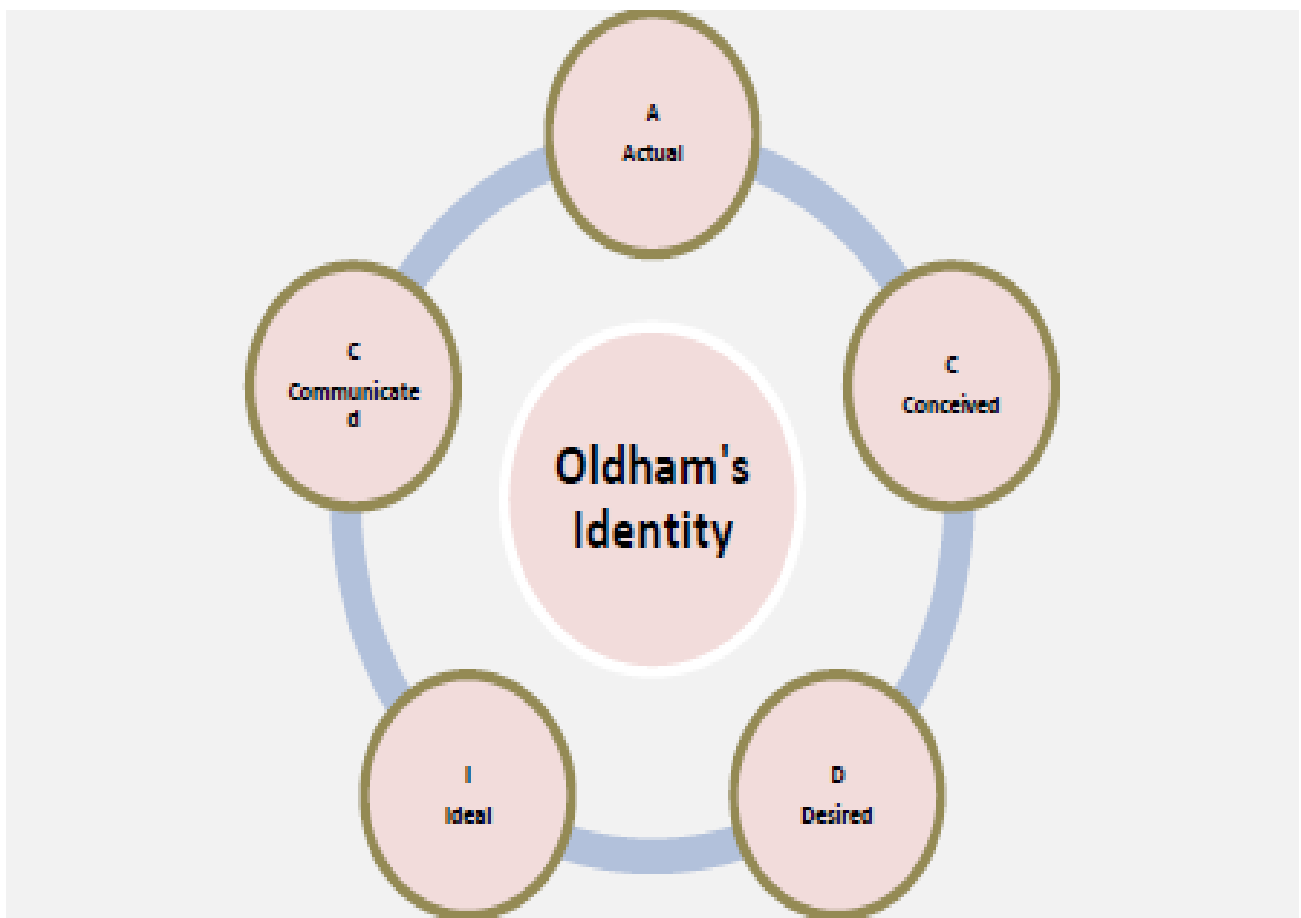 A
Actual
C
Communicate
d
C
Conceived
Oldham's
Identity
I
Ideal
D
Desired